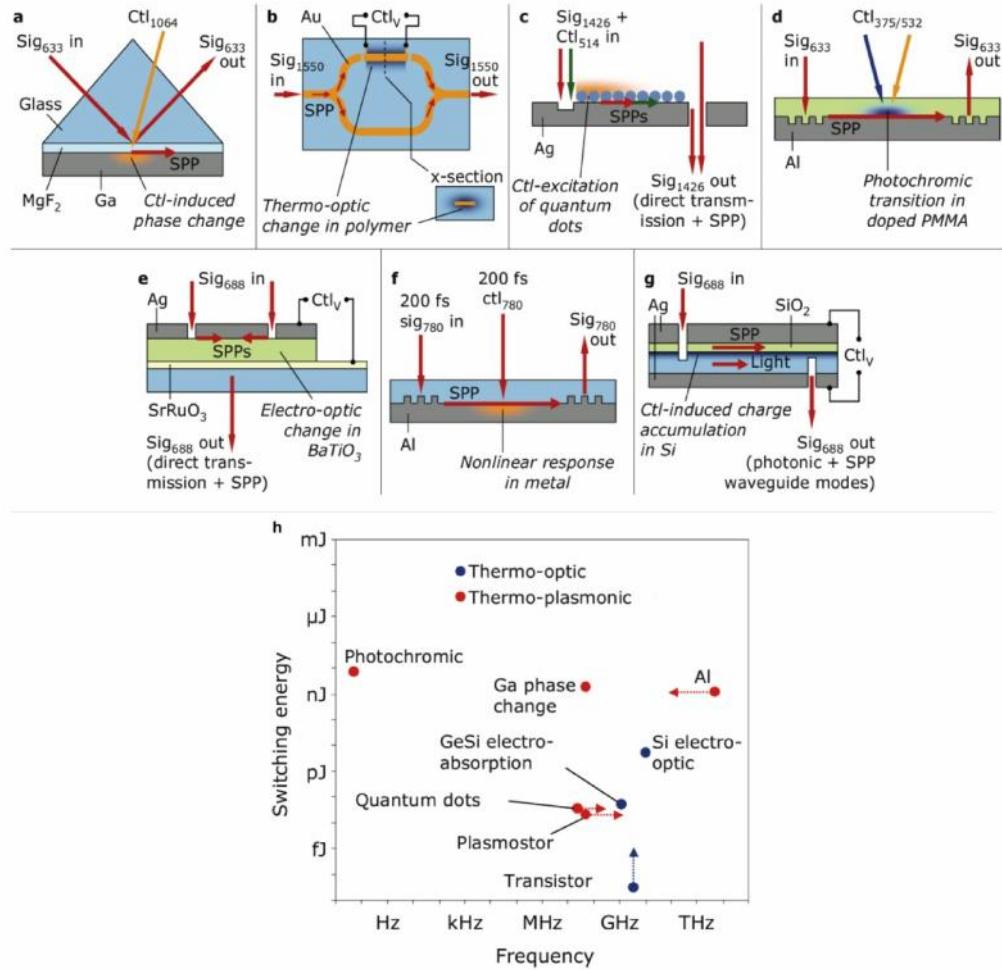 a
Ctl1064
Sig633 in
Sig633
out
Glass
SPP
MgF2
Ga
Ctl-induced
phase change
b
CtlV
Au
Sig1550
in
Sig1550
out
SPP
x-section
Thermo-optic
change in polymer
c
Sig1426 +
Ctl514 in
SPPs
Ag
Ctl-excitation
of quantum
dots
Sig1426 out
(direct transm-
ission + SPP)
d
Ctl375/532
Sig633
in
Sig633
out
SPP
Al
Photochromic
transition in
doped PMMA
e
Sig688 in
Ag
CtlV
SPPs
SrRuO3
Electro-optic
change in
BaTiO3
Sig688 out
(direct trans-
mission + SPP)
f
200 fs
sig780 in
200 fs
ctl780
Sig780
out
SPP
Al
Nonlinear response
in metal
g
Sig688 in
Ag
SiO2
SPP
CtlV
Light
Ctl-induced charge
accumulation
in Si
Sig688 out
(photonic + SPP
waveguide modes)
h
mJ
μJ
nJ
pJ
fJ
Switching energy
Thermo-optic
Thermo-plasmonic
Photochromic
Ga phase
change
Al
GeSi electro-
absorption
Si electro-
optic
Quantum dots
Plasmostor
Transistor
Hz kHz MHz GHz THz
Frequency